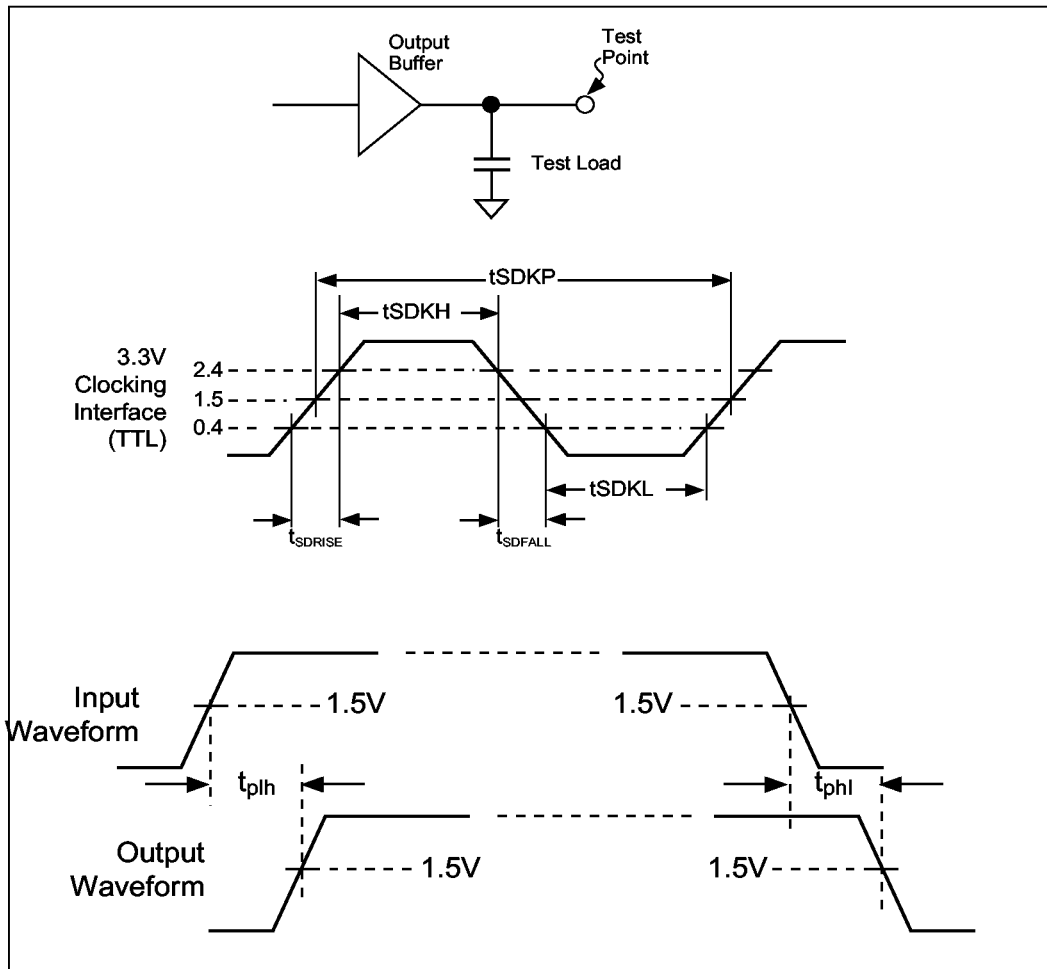 Output
Buffer
Test
Point
Test Load
tSDKP
tSDKH
3.3V
Clocking
Interface
(TTL)
2.4
1.5
0.4
tSDKL
tSDRISE
tSDFALL
Input
Waveform
1.5V
1.5V
tplh
tphl
Output
Waveform
1.5V
1.5V